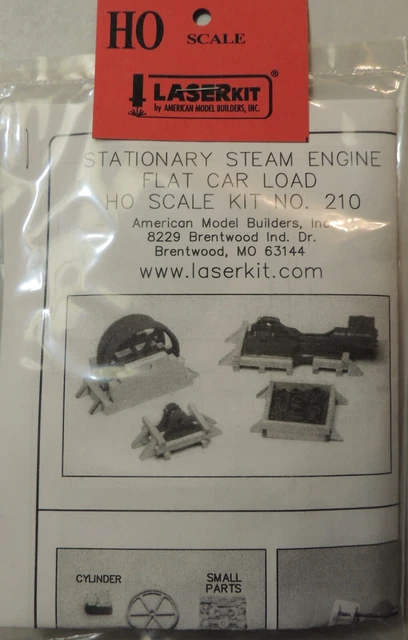 HO SCALE
LASERKIT®
by AMERICAN MODEL BUILDERS, INC.
STATIONARY STEAM ENGINE
FLAT CAR LOAD
HO SCALE KIT NO. 210
American Model Builders, Inc.
8229 Brentwood Ind. Dr.
Brentwood, MO 63144
www.laserkit.com
CYLINDER
SMALL
PARTS